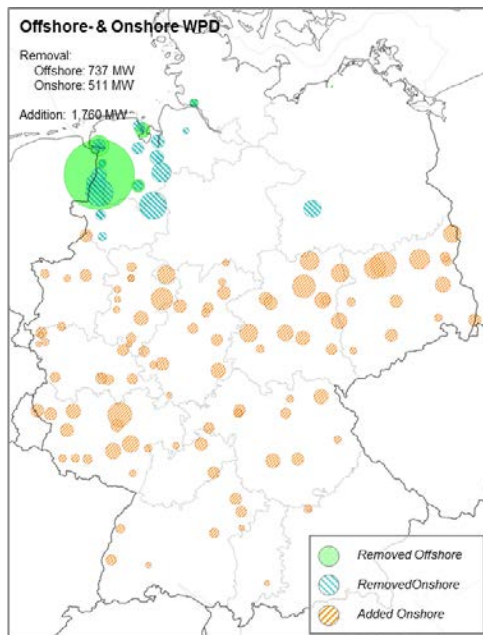 Offshore- & Onshore WPD
Removal:
Offshore: 737 MW
Onshore: 511 MW
Addition: 1,760 MW
Removed Offshore
RemovedOnshore
Added Onshore